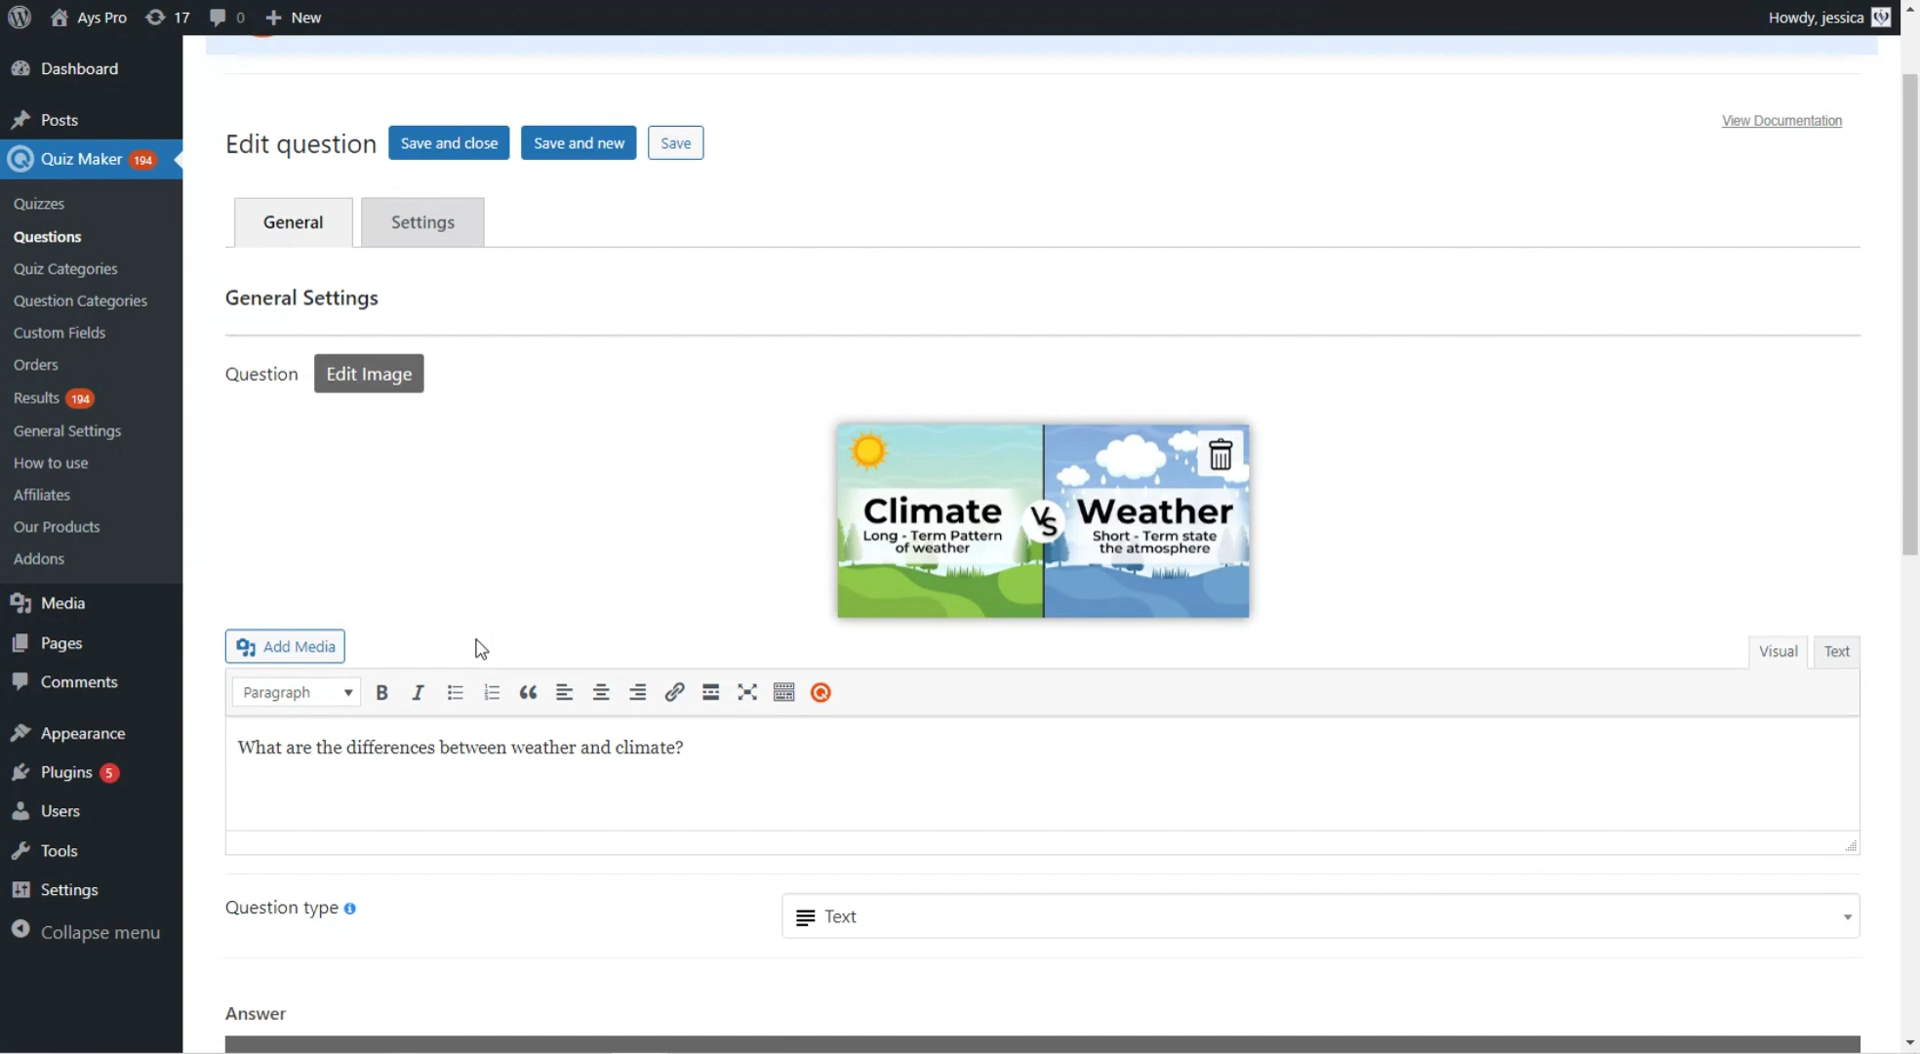 Ays Pro 17 0 New Howdy, jessica
Dashboard
Posts
Quiz Maker 194
Quizzes
Questions
Quiz Categories
Question Categories
Custom Fields
Orders
Results 194
General Settings
How to use
Affiliates
Our Products
Addons
Media
Pages
Comments
Appearance
Plugins 5
Users
Tools
Settings
Collapse menu
View Documentation
Edit question Save and close Save and new Save
General Settings
General Settings
Question Edit Image
Climate
Long - Term Pattern
of weather
VS
Weather
Short - Term state
the atmosphere
Add Media Visual Text
Paragraph B I
What are the differences between weather and climate?
Question type Text
Answer